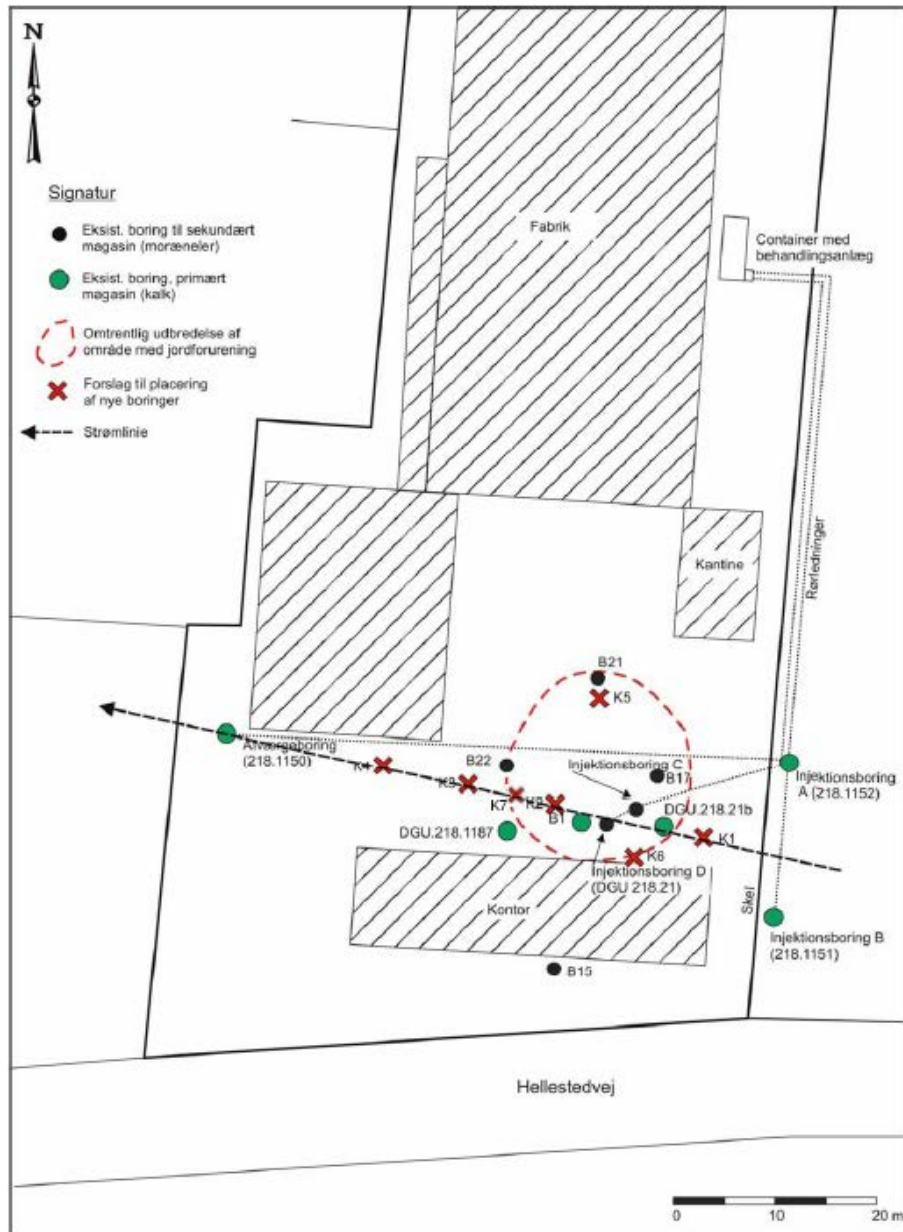 N
Signatur
Eksist. boring til sekundært
magasin (moræneler)
Eksist. boring, primært
magasin (kalk)
Omtrentlig udbredelse af
område med jordforurening
Forslag til placering
af nye boringer
Strømlinie
Fabrik
Container med
behandlingsanlæg
Kantine
Rørledninger
B21
K5
Afværgeboring
(218.1150)
K4
B22
Injektionsboring C
B17
Injektionsboring
A (218.1152)
K3
K7
K2
B1
DGU.218.21b
DGU.218.1187
K1
K6
Injektionsboring D
(DGU 218.21)
Kontor
Skel
Injektionsboring B
(218.1151)
B15
Hellestedvej
0 10 20 m